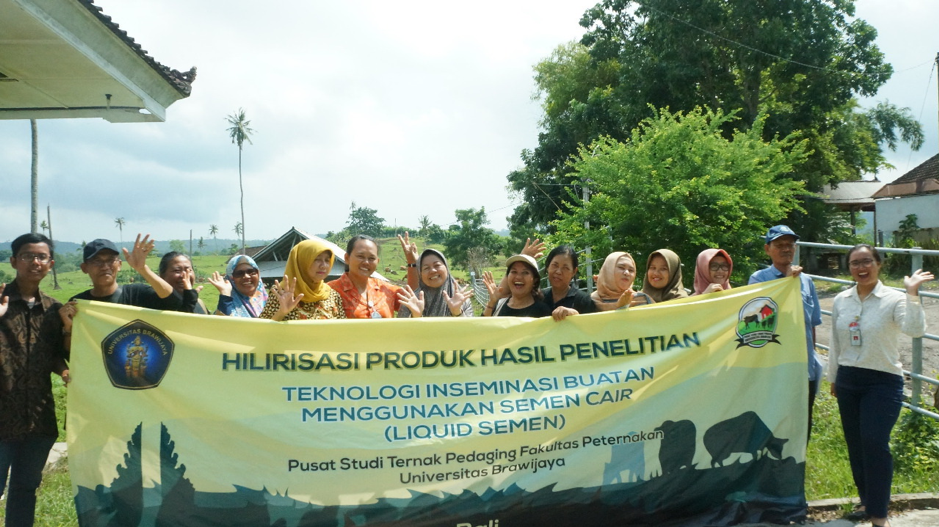 HILIRISASI PRODUK HASIL PENELITIAN
TEKNOLOGI INSEMINASI BUATAN
MENGGUNAKAN SEMEN CAIR
(LIQUID SEMEN)
Pusat Studi Ternak Pedaging Fakultas Peternakan
Universitas Brawijaya
Bali